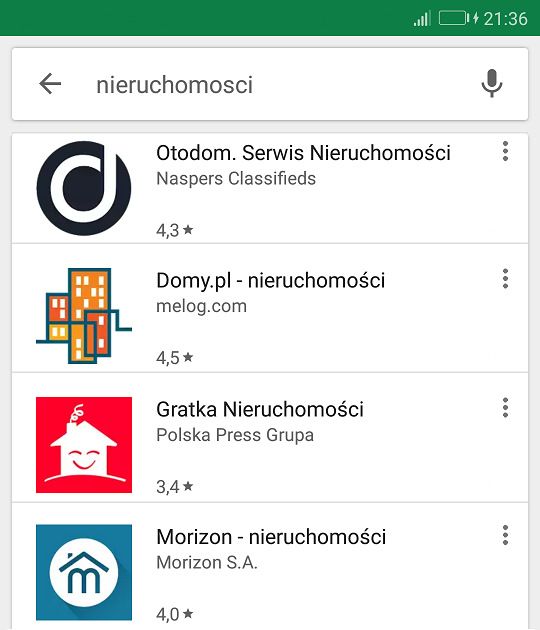 21:36
nieruchomosci
Otodom. Serwis Nieruchomości
Naspers Classifieds
4,3★
Domy.pl - nieruchomości
melog.com
4,5★
Gratka Nieruchomości
Polska Press Grupa
3,4★
m
Morizon - nieruchomości
Morizon S.A.
4,0★